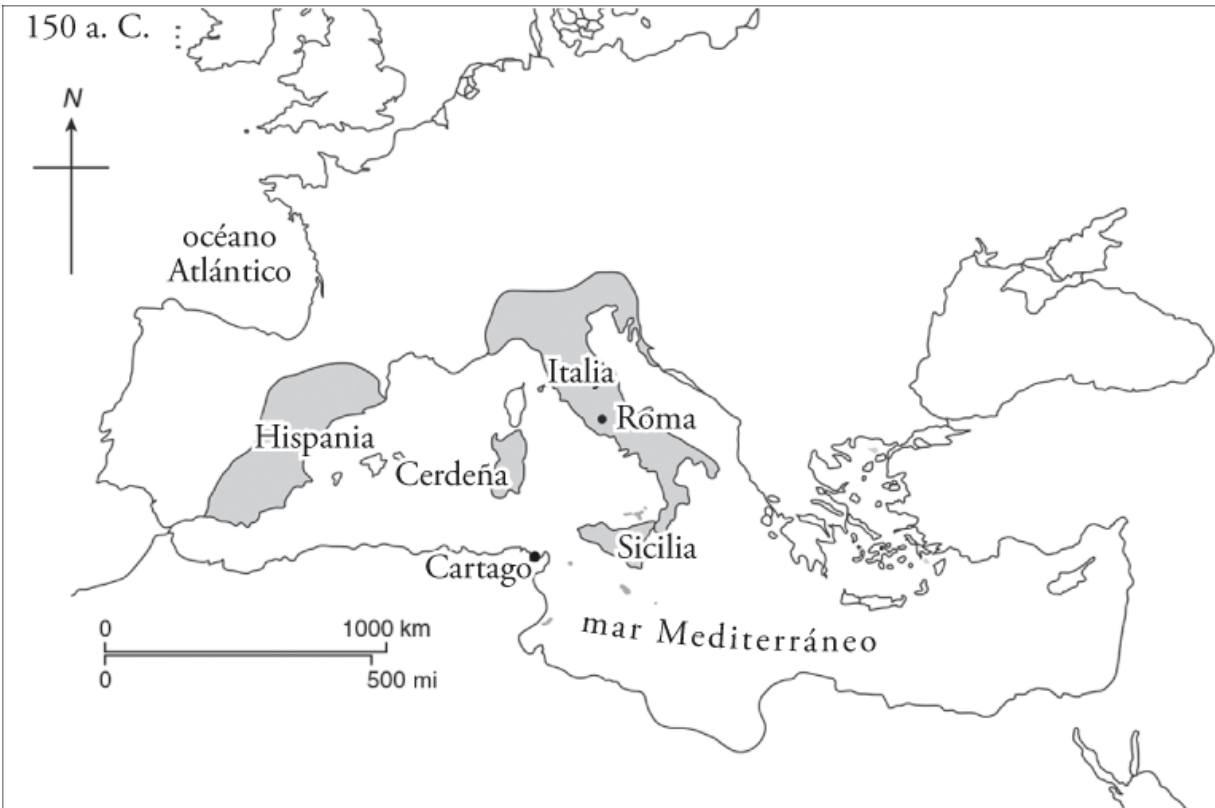 150 a. C.
N
océano
Atlántico
Italia
Roma
Hispania
Cerdeña
Sicilia
Cartago
mar Mediterráneo
0 1000 km
0 500 mi